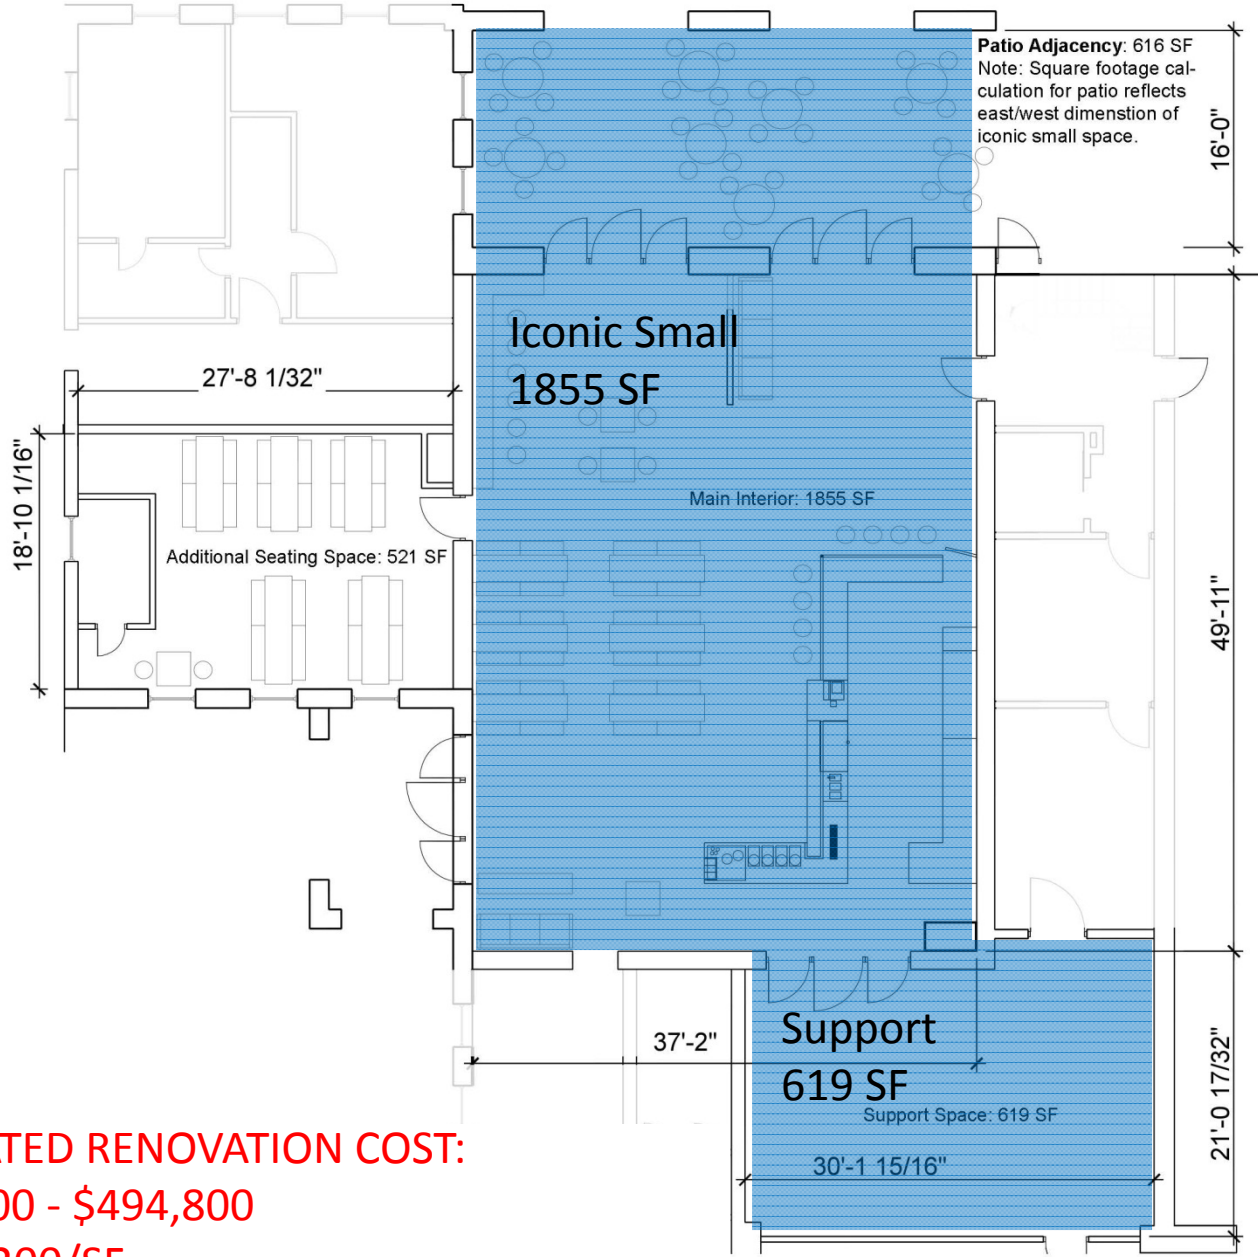 Patio Adjacency: 616 SF
Note: Square footage cal-
culation for patio reflects
east/west dimenstion of
iconic small space.
16'-0"
Iconic Small
1855 SF
27'-8 1/32"
18'-10 1/16"
Main Interior: 1855 SF
Additional Seating Space: 521 SF
49'-11"
37'-2"
Support
619 SF
Support Space: 619 SF
21'-0 17/32"
30'-1 15/16"
ATED RENOVATION COST:
00 - $494,800